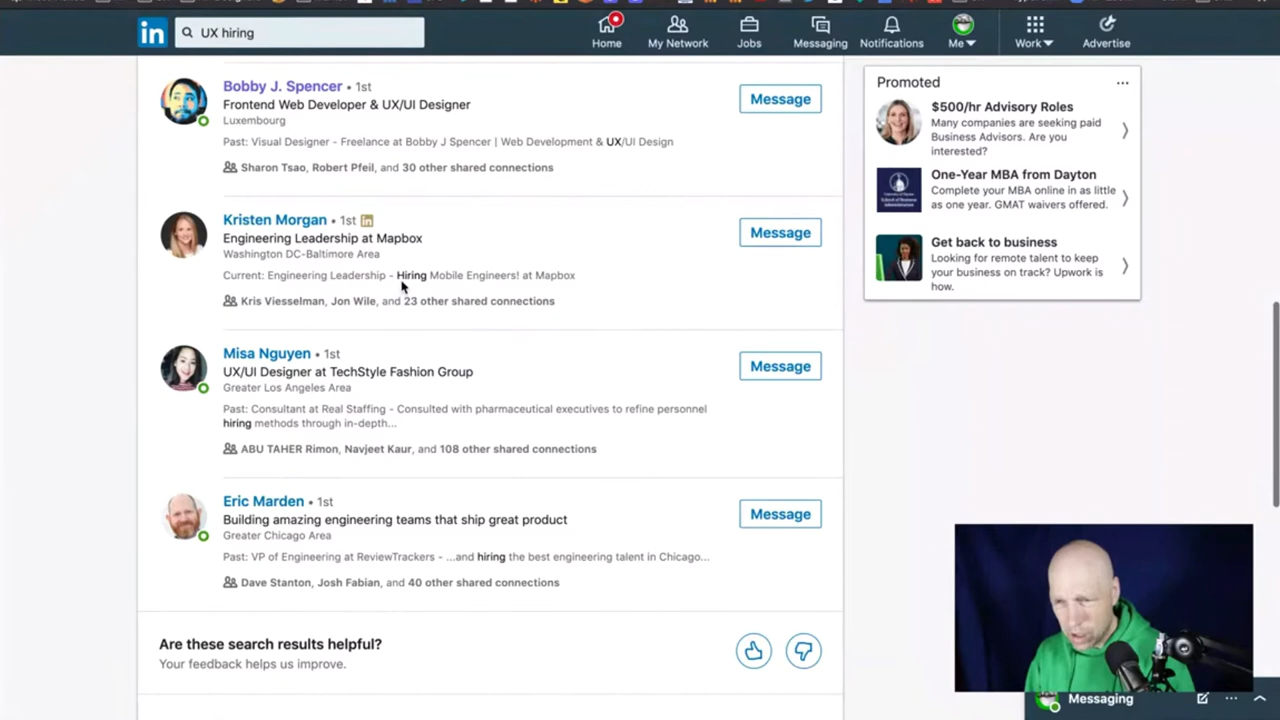 in
UX hiring
Home
My Network
Jobs
Messaging
Notifications
Me
Work
Advertise
Bobby J. Spencer • 1st
Frontend Web Developer & UX/UI Designer
Luxembourg
Past: Visual Designer - Freelance at Bobby J Spencer | Web Development & UX/UI Design
Sharon Tsao, Robert Pfeil, and 30 other shared connections
Message
Kristen Morgan • 1st in
Engineering Leadership at Mapbox
Washington DC-Baltimore Area
Current: Engineering Leadership - Hiring Mobile Engineers! at Mapbox
Kris Viesselman, Jon Wile, and 23 other shared connections
Message
Misa Nguyen • 1st
UX/UI Designer at TechStyle Fashion Group
Greater Los Angeles Area
Past: Consultant at Real Staffing - Consulted with pharmaceutical executives to refine personnel
hiring methods through in-depth...
ABU TAHER Rimon, Navjeet Kaur, and 108 other shared connections
Message
Eric Marden • 1st
Building amazing engineering teams that ship great product
Greater Chicago Area
Past: VP of Engineering at ReviewTrackers - ...and hiring the best engineering talent in Chicago...
Dave Stanton, Josh Fabian, and 40 other shared connections
Message
Are these search results helpful?
Your feedback helps us improve.
Promoted
...
$500/hr Advisory Roles
Many companies are seeking paid
Business Advisors. Are you
interested?
One-Year MBA from Dayton
Complete your MBA online in as little
as one year. GMAT waivers offered.
Get back to business
Looking for remote talent to keep
your business on track? Upwork is
how.
Messaging